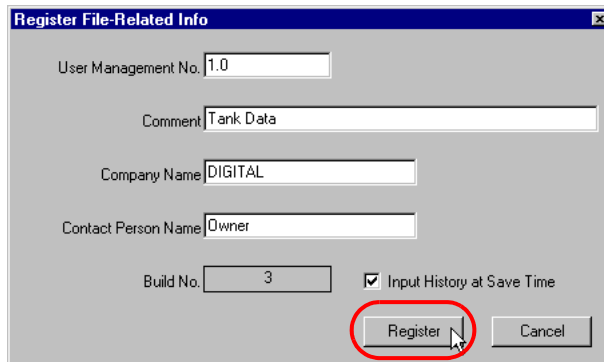 Register File-Related Info
User Management No. 1.0
Comment Tank Data
Company Name DIGITAL
Contact Person Name Owner
Build No. 3 Input History at Save Time
Register Cancel